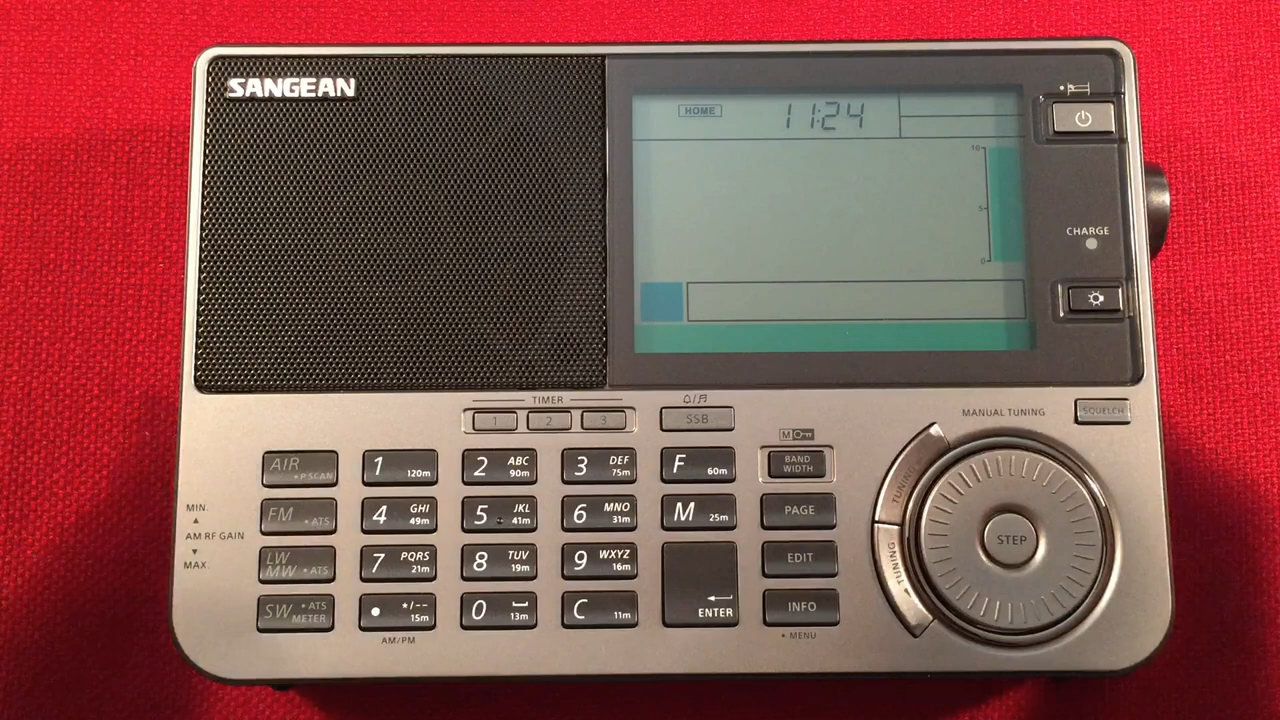 SANGEAN
HOME 11:24
10
5
0
CHARGE
TIMER
1 2 3
SSB
MANUAL TUNING
SQUELCH
AIR • P SCAN
1 120m
2 ABC 90m
3 DEF 75m
F 60m
M
BAND WIDTH
MIN.
AM RF GAIN
MAX.
FM • ATS
4 GHI 49m
5 JKL 41m
6 MNO 31m
M 25m
PAGE
TUNING
STEP
TUNING
LW MW • ATS
7 PQRS 21m
8 TUV 19m
9 WXYZ 16m
ENTER
EDIT
SW • ATS METER
• */-- 15m
0 13m
C 11m
INFO
AM/PM
• MENU